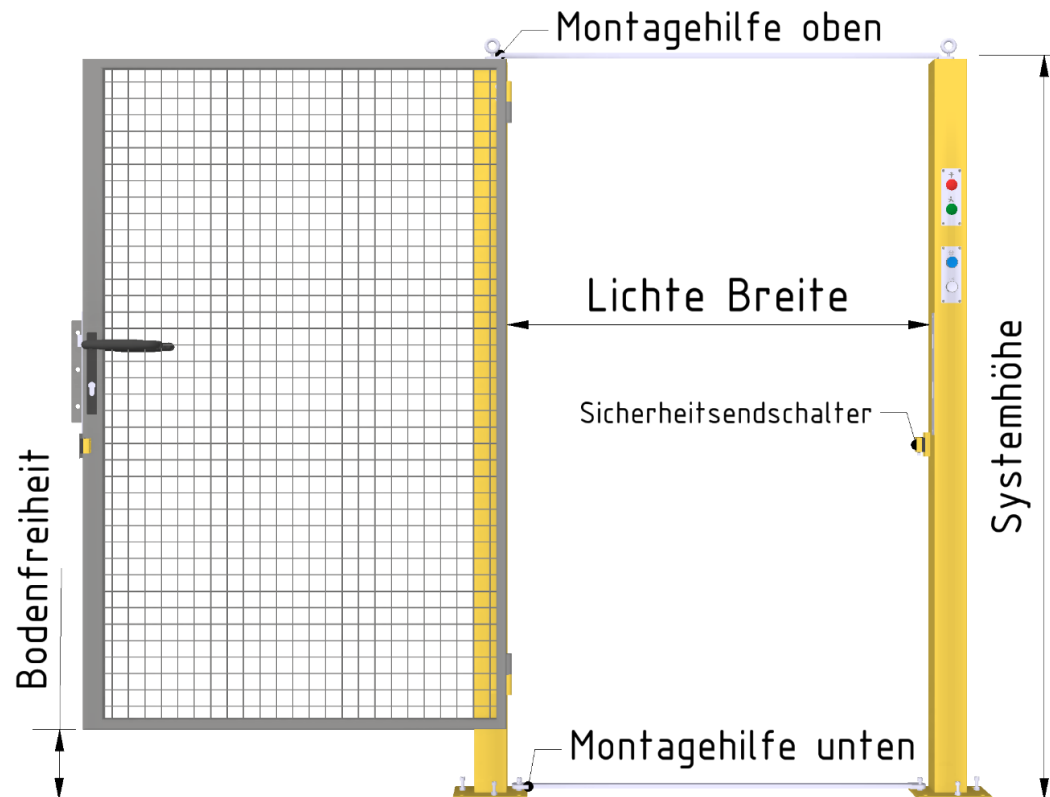 Montagehilfe oben
Lichte Breite
Systemhöhe
Sicherheitsendschalter
Bodenfreiheit
Montagehilfe unten